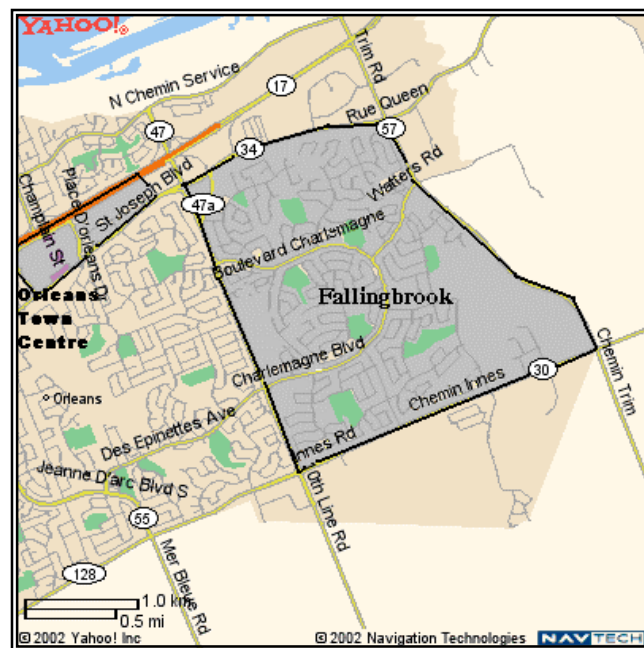 YAHOO!
N Chemin Service
17
Trim Rd
Rue Queen
57
47
34
Watters Rd
Champlain St
Place D'orleans Dr
St Joseph Blvd
47a
Boulevard Charlemagne
Fallingbrook
Orleans
Town
Centre
Charlemagne Blvd
30
Chemin Trim
Chemin Innes
Orleans
Des Epinettes Ave
nnes Rd
Jeanne D'arc Blvd S
0th Line Rd
55
Mer Bleue Rd
128
1.0 km
0.5 mi
© 2002 Yahoo! Inc
© 2002 Navigation Technologies
NAVTECH